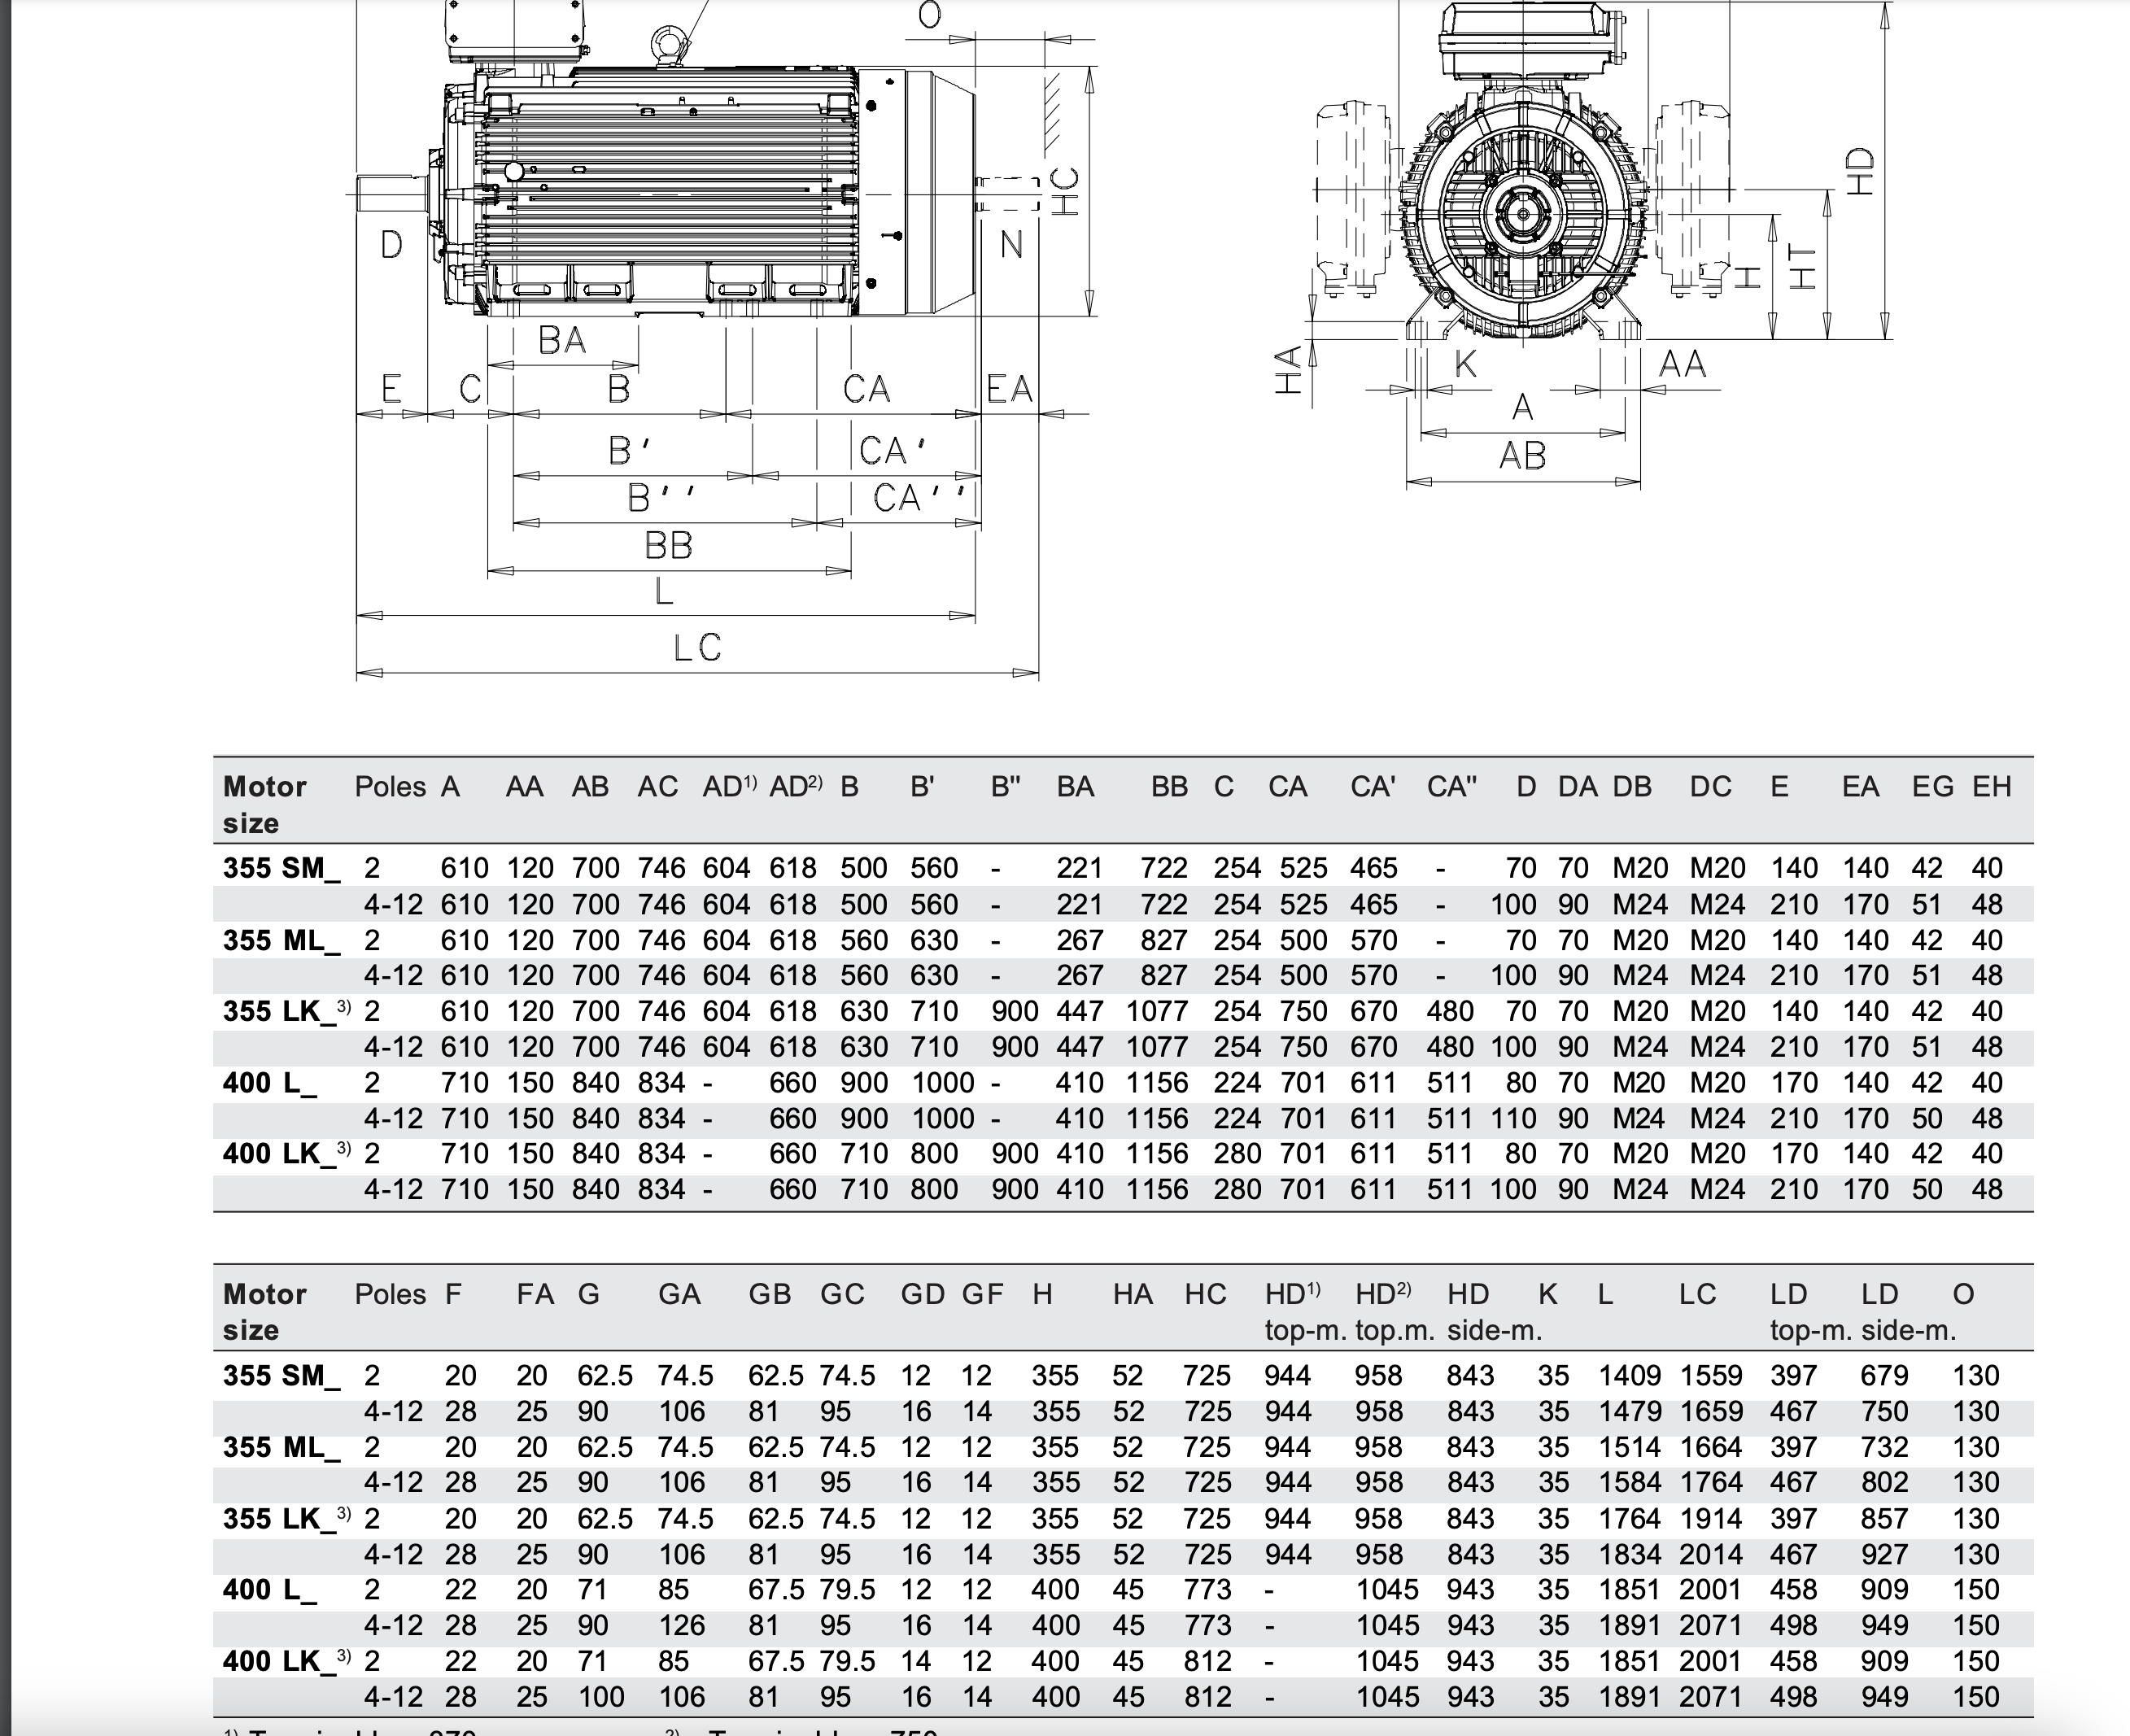 O
HC
HD
D
N
H
HT
BA
HA
K
AA
E
C
B
CA
EA
A
B'
CA'
AB
B''
CA''
BB
L
LC
Motor size Poles A AA AB AC AD1) AD2) B B' B" BA BB C CA CA' CA" D DA DB DC E EA EG EH
355 SM_ 2 610 120 700 746 604 618 500 560 - 221 722 254 525 465 - 70 70 M20 M20 140 140 42 40
4-12 610 120 700 746 604 618 500 560 - 221 722 254 525 465 - 100 90 M24 M24 210 170 51 48
355 ML_ 2 610 120 700 746 604 618 560 630 - 267 827 254 500 570 - 70 70 M20 M20 140 140 42 40
4-12 610 120 700 746 604 618 560 630 - 267 827 254 500 570 - 100 90 M24 M24 210 170 51 48
355 LK_3) 2 610 120 700 746 604 618 630 710 900 447 1077 254 750 670 480 70 70 M20 M20 140 140 42 40
4-12 610 120 700 746 604 618 630 710 900 447 1077 254 750 670 480 100 90 M24 M24 210 170 51 48
400 L_ 2 710 150 840 834 - 660 900 1000 - 410 1156 224 701 611 511 80 70 M20 M20 170 140 42 40
4-12 710 150 840 834 - 660 900 1000 - 410 1156 224 701 611 511 110 90 M24 M24 210 170 50 48
400 LK_3) 2 710 150 840 834 - 660 710 800 900 410 1156 280 701 611 511 80 70 M20 M20 170 140 42 40
4-12 710 150 840 834 - 660 710 800 900 410 1156 280 701 611 511 100 90 M24 M24 210 170 50 48
Motor Poles F FA G GA GB GC GD GF H HA HC HD1) HD2) HD K L LC LD LD O
size top-m. top.m. side-m. top-m. side-m.
355 SM_ 2 20 20 62.5 74.5 62.5 74.5 12 12 355 52 725 944 958 843 35 1409 1559 397 679 130
4-12 28 25 90 106 81 95 16 14 355 52 725 944 958 843 35 1479 1659 467 750 130
355 ML_ 2 20 20 62.5 74.5 62.5 74.5 12 12 355 52 725 944 958 843 35 1514 1664 397 732 130
4-12 28 25 90 106 81 95 16 14 355 52 725 944 958 843 35 1584 1764 467 802 130
355 LK_3) 2 20 20 62.5 74.5 62.5 74.5 12 12 355 52 725 944 958 843 35 1764 1914 397 857 130
4-12 28 25 90 106 81 95 16 14 355 52 725 944 958 843 35 1834 2014 467 927 130
400 L_ 2 22 20 71 85 67.5 79.5 12 12 400 45 773 - 1045 943 35 1851 2001 458 909 150
4-12 28 25 90 126 81 95 16 14 400 45 773 - 1045 943 35 1891 2071 498 949 150
400 LK_3) 2 22 20 71 85 67.5 79.5 14 12 400 45 812 - 1045 943 35 1851 2001 458 909 150
4-12 28 25 100 106 81 95 16 14 400 45 812 - 1045 943 35 1891 2071 498 949 150